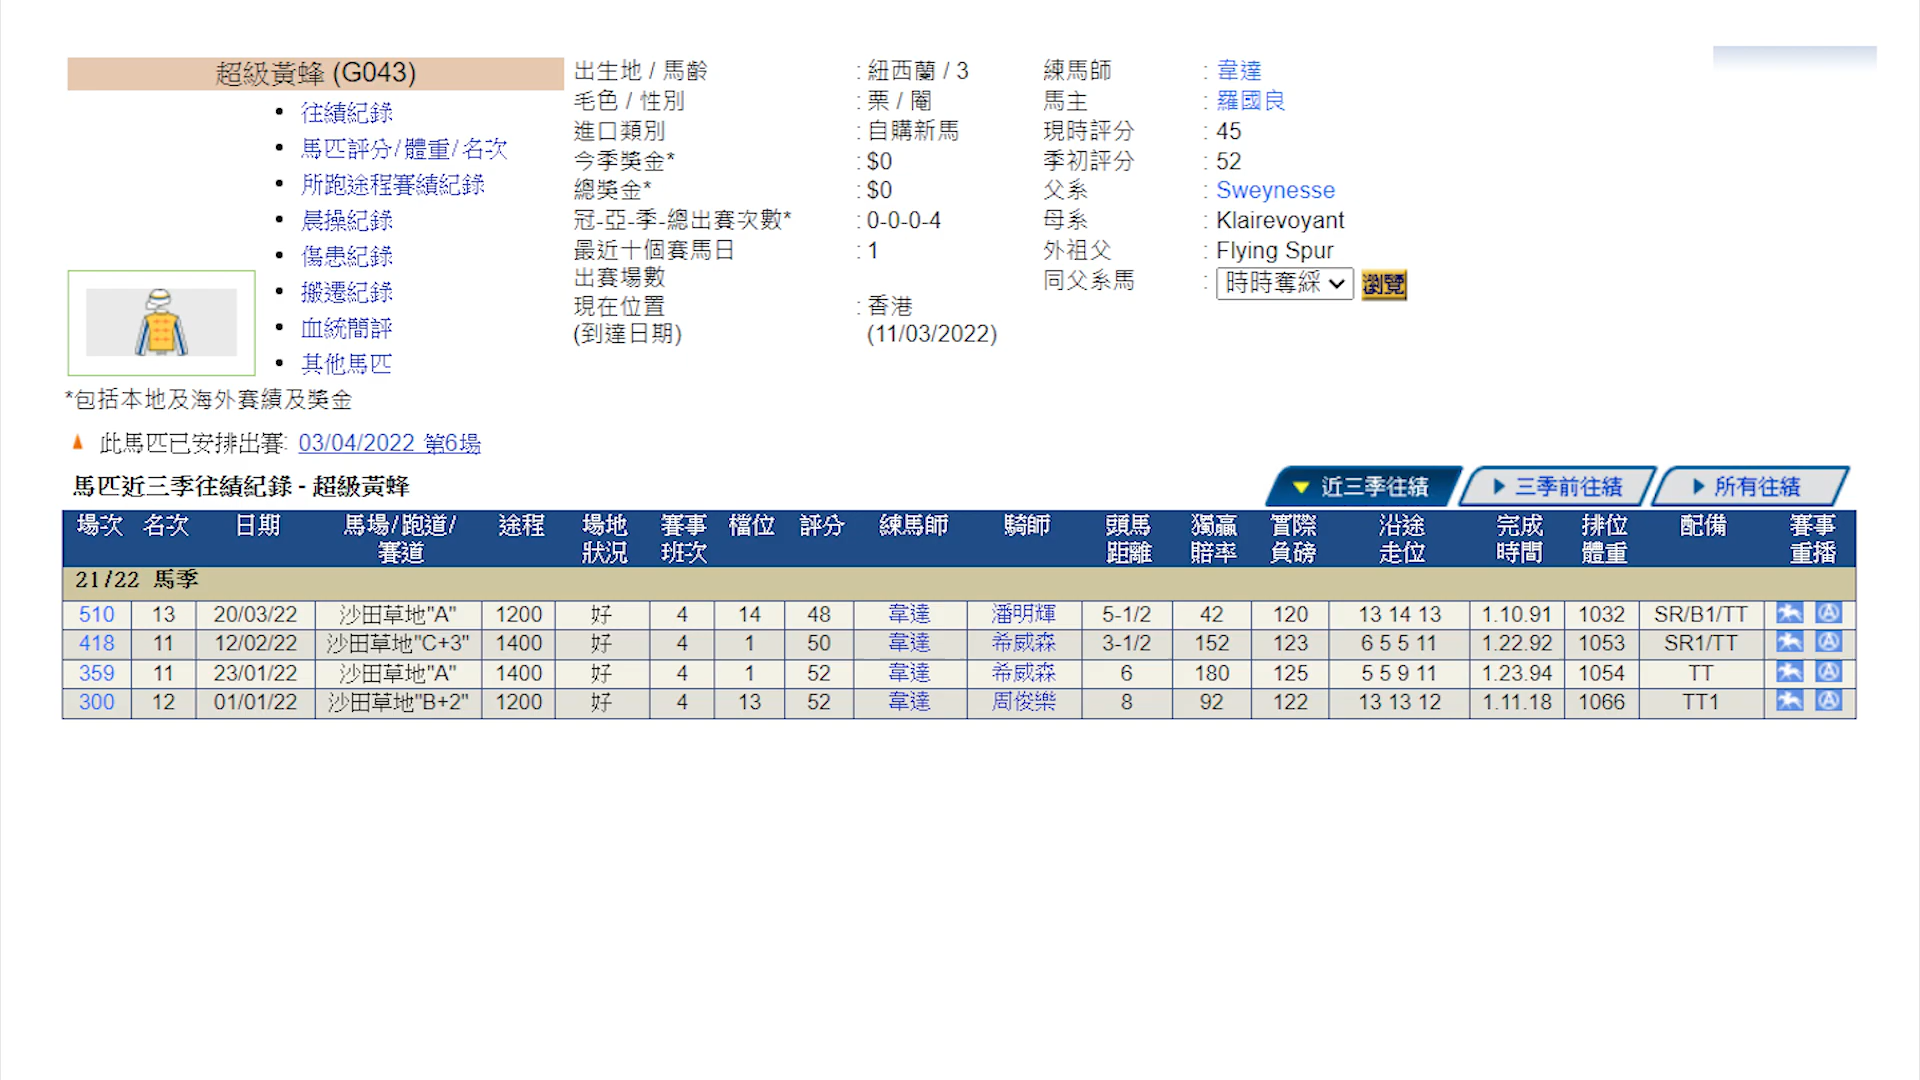 超級黃蜂 (G043)
• 往績紀錄
• 馬匹評分/體重/名次
• 所跑途程賽績紀錄
• 晨操紀錄
• 傷患紀錄
• 搬遷紀錄
• 血統簡評
• 其他馬匹
*包括本地及海外賽績及獎金
出生地 / 馬齡 : 紐西蘭 / 3
毛色 / 性別 : 栗 / 閹
進口類別 : 自購新馬
今季獎金* : $0
總獎金* : $0
冠-亞-季-總出賽次數* : 0-0-0-4
最近十個賽馬日 : 1
出賽場數
現在位置 : 香港
(到達日期) (11/03/2022)
練馬師 : 韋達
馬主 : 羅國良
現時評分 : 45
季初評分 : 52
父系 : Sweynesse
母系 : Klairevoyant
外祖父 : Flying Spur
同父系馬 : 時時奪綵 瀏覽
此馬匹已安排出賽: 03/04/2022 第6場
馬匹近三季往績紀錄 - 超級黃蜂
近三季往績 三季前往績 所有往績
場次 名次 日期 馬場/跑道/ 途程 場地 賽事 檔位 評分 練馬師 騎師 頭馬 獨贏 實際 沿途 完成 排位 配備 賽事
賽道 狀況 班次 距離 賠率 負磅 走位 時間 體重 重播
21/22 馬季
510 13 20/03/22 沙田草地"A" 1200 好 4 14 48 韋達 潘明輝 5-1/2 42 120 13 14 13 1.10.91 1032 SR/B1/TT
418 11 12/02/22 沙田草地"C+3" 1400 好 4 1 50 韋達 希威森 3-1/2 152 123 6 5 5 11 1.22.92 1053 SR1/TT
359 11 23/01/22 沙田草地"A" 1400 好 4 1 52 韋達 希威森 6 180 125 5 5 9 11 1.23.94 1054 TT
300 12 01/01/22 沙田草地"B+2" 1200 好 4 13 52 韋達 周俊樂 8 92 122 13 13 12 1.11.18 1066 TT1